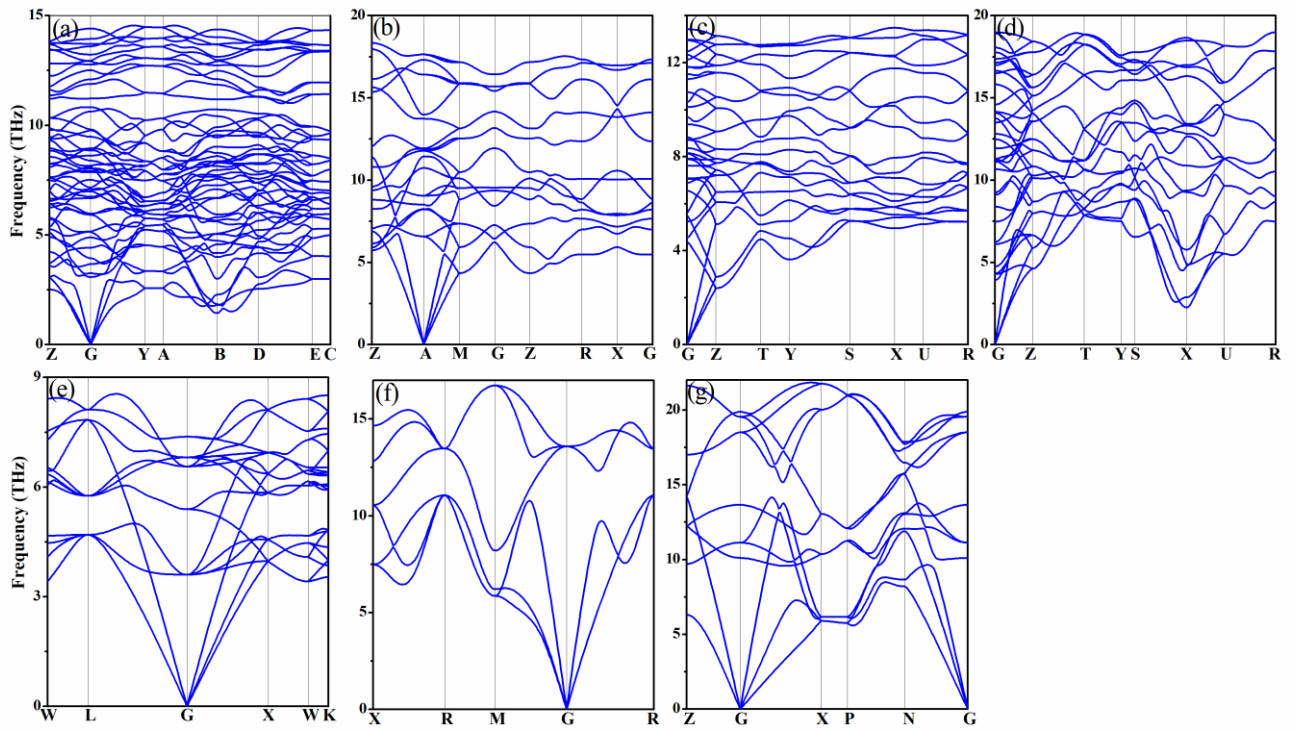 (a) (b) (c) (d)
Frequency (THz)
15 10 5 0
Z G Y A B D E C
20 15 10 5 0
Z A M G Z R X G
12 8 4 0
G Z T Y S X U R
20 15 10 5 0
G Z T Y S X U R
(e) (f) (g)
Frequency (THz)
9 6 3 0
W L G X W K
15 10 5 0
X R M G R
20 15 10 5 0
Z G X P N G